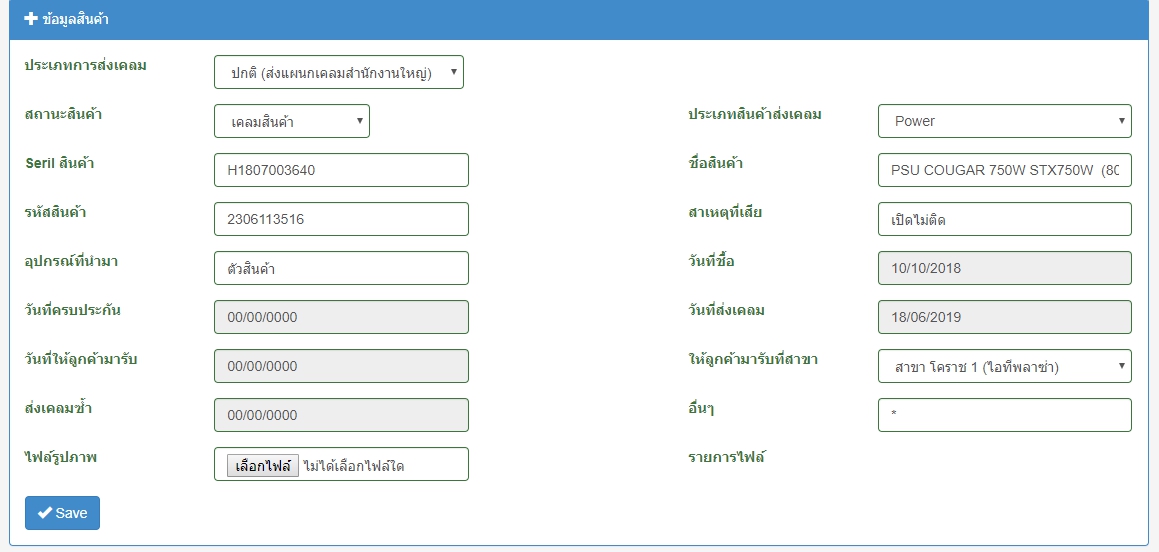 ข้อมูลสินค้า
ประเภทการส่งเคลม ปกติ (ส่งแผนกเคลมสำนักงานใหญ่)
สถานะสินค้า เคลมสินค้า ประเภทสินค้าส่งเคลม Power
Seril สินค้า H1807003640 ชื่อสินค้า PSU COUGAR 750W STX750W (80
รหัสสินค้า 2306113516 สาเหตุที่เสีย เปิดไม่ติด
อุปกรณ์ที่นำมา ตัวสินค้า วันที่ซื้อ 10/10/2018
วันที่ครบประกัน 00/00/0000 วันที่ส่งเคลม 18/06/2019
วันที่ให้ลูกค้ามารับ 00/00/0000 ให้ลูกค้ามารับที่สาขา สาขา โคราช 1 (ไอทีพลาซ่า)
ส่งเคลมซ้ำ 00/00/0000 อื่นๆ *
ไฟล์รูปภาพ เลือกไฟล์ ไม่ได้เลือกไฟล์ใด รายการไฟล์
Save